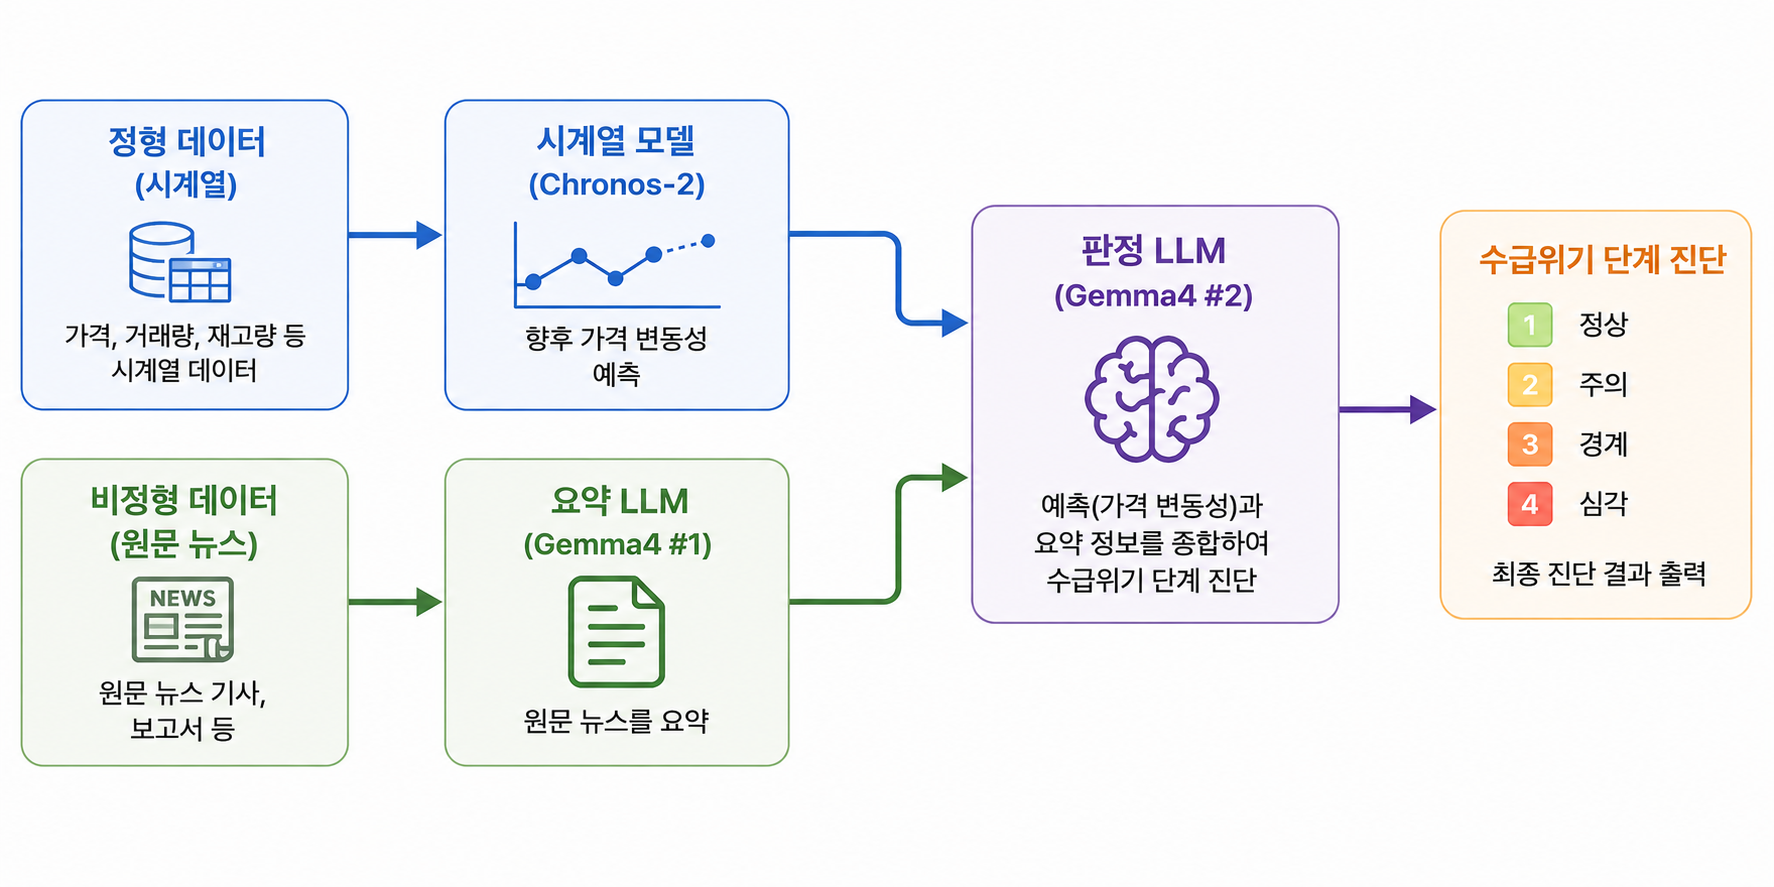 정형 데이터
(시계열)
가격, 거래량, 재고량 등
시계열 데이터
시계열 모델
(Chronos-2)
향후 가격 변동성
예측
비정형 데이터
(원문 뉴스)
NEWS
원문 뉴스 기사,
보고서 등
요약 LLM
(Gemma4 #1)
원문 뉴스를 요약
판정 LLM
(Gemma4 #2)
예측(가격 변동성)과
요약 정보를 종합하여
수급위기 단계 진단
수급위기 단계 진단
1 정상
2 주의
3 경계
4 심각
최종 진단 결과 출력